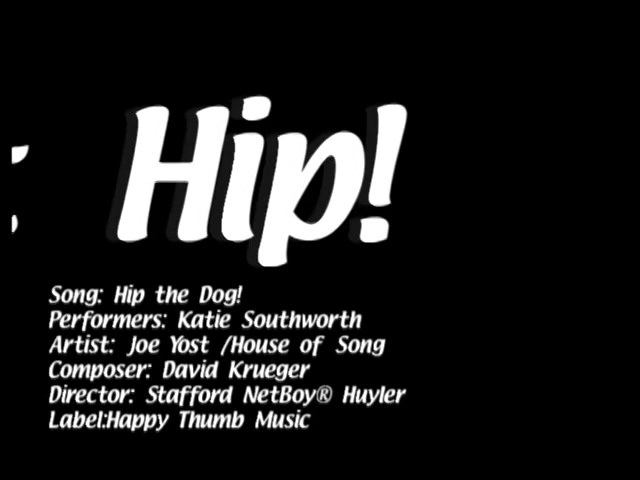 Hip!
Song: Hip the Dog!
Performers: Katie Southworth
Artist: Joe Yost /House of Song
Composer: David Krueger
Director: Stafford NetBoy® Huyler
Label:Happy Thumb Music